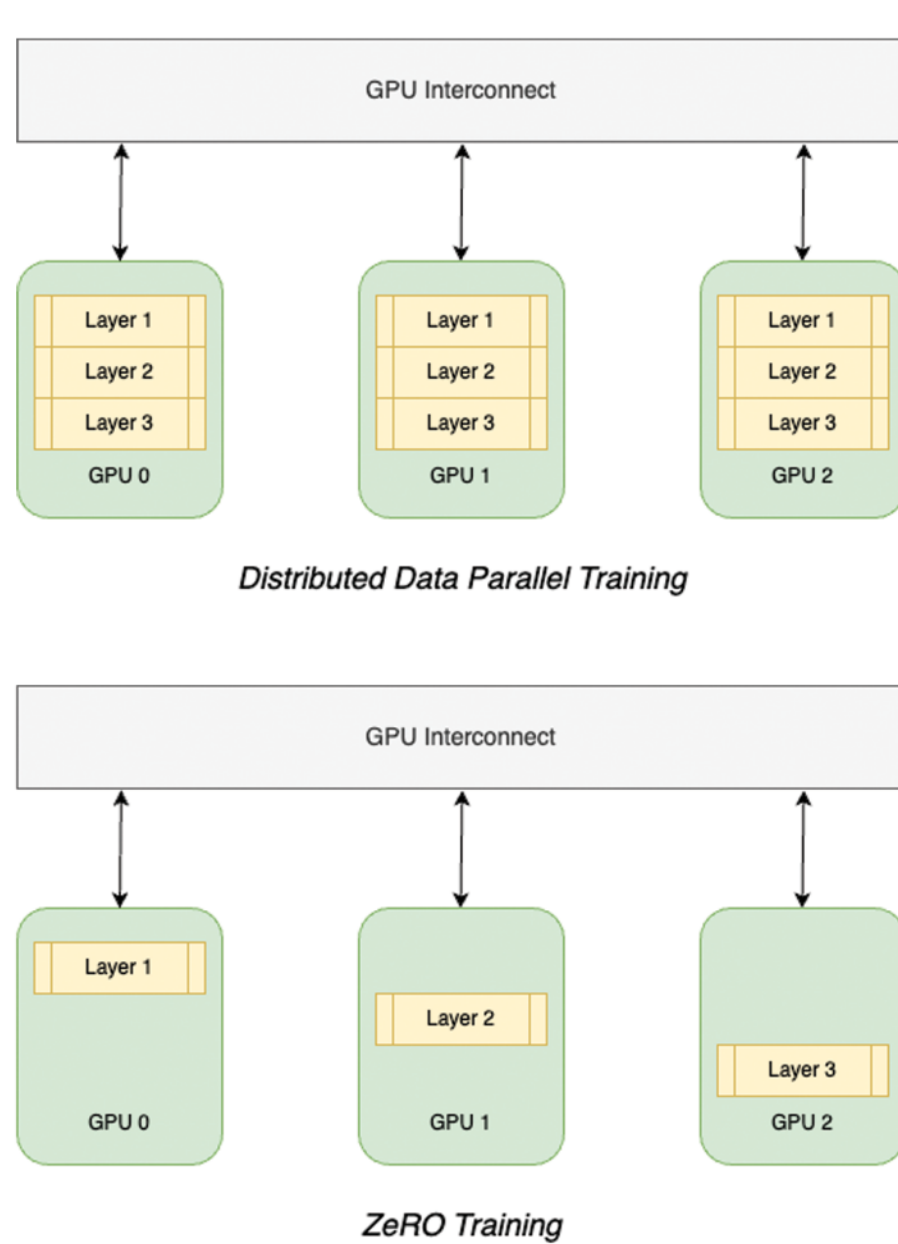 GPU Interconnect
Layer 1
Layer 2
Layer 3
GPU 0
Layer 1
Layer 2
Layer 3
GPU 1
Layer 1
Layer 2
Layer 3
GPU 2
Distributed Data Parallel Training
GPU Interconnect
Layer 1
GPU 0
Layer 2
GPU 1
Layer 3
GPU 2
ZeRO Training